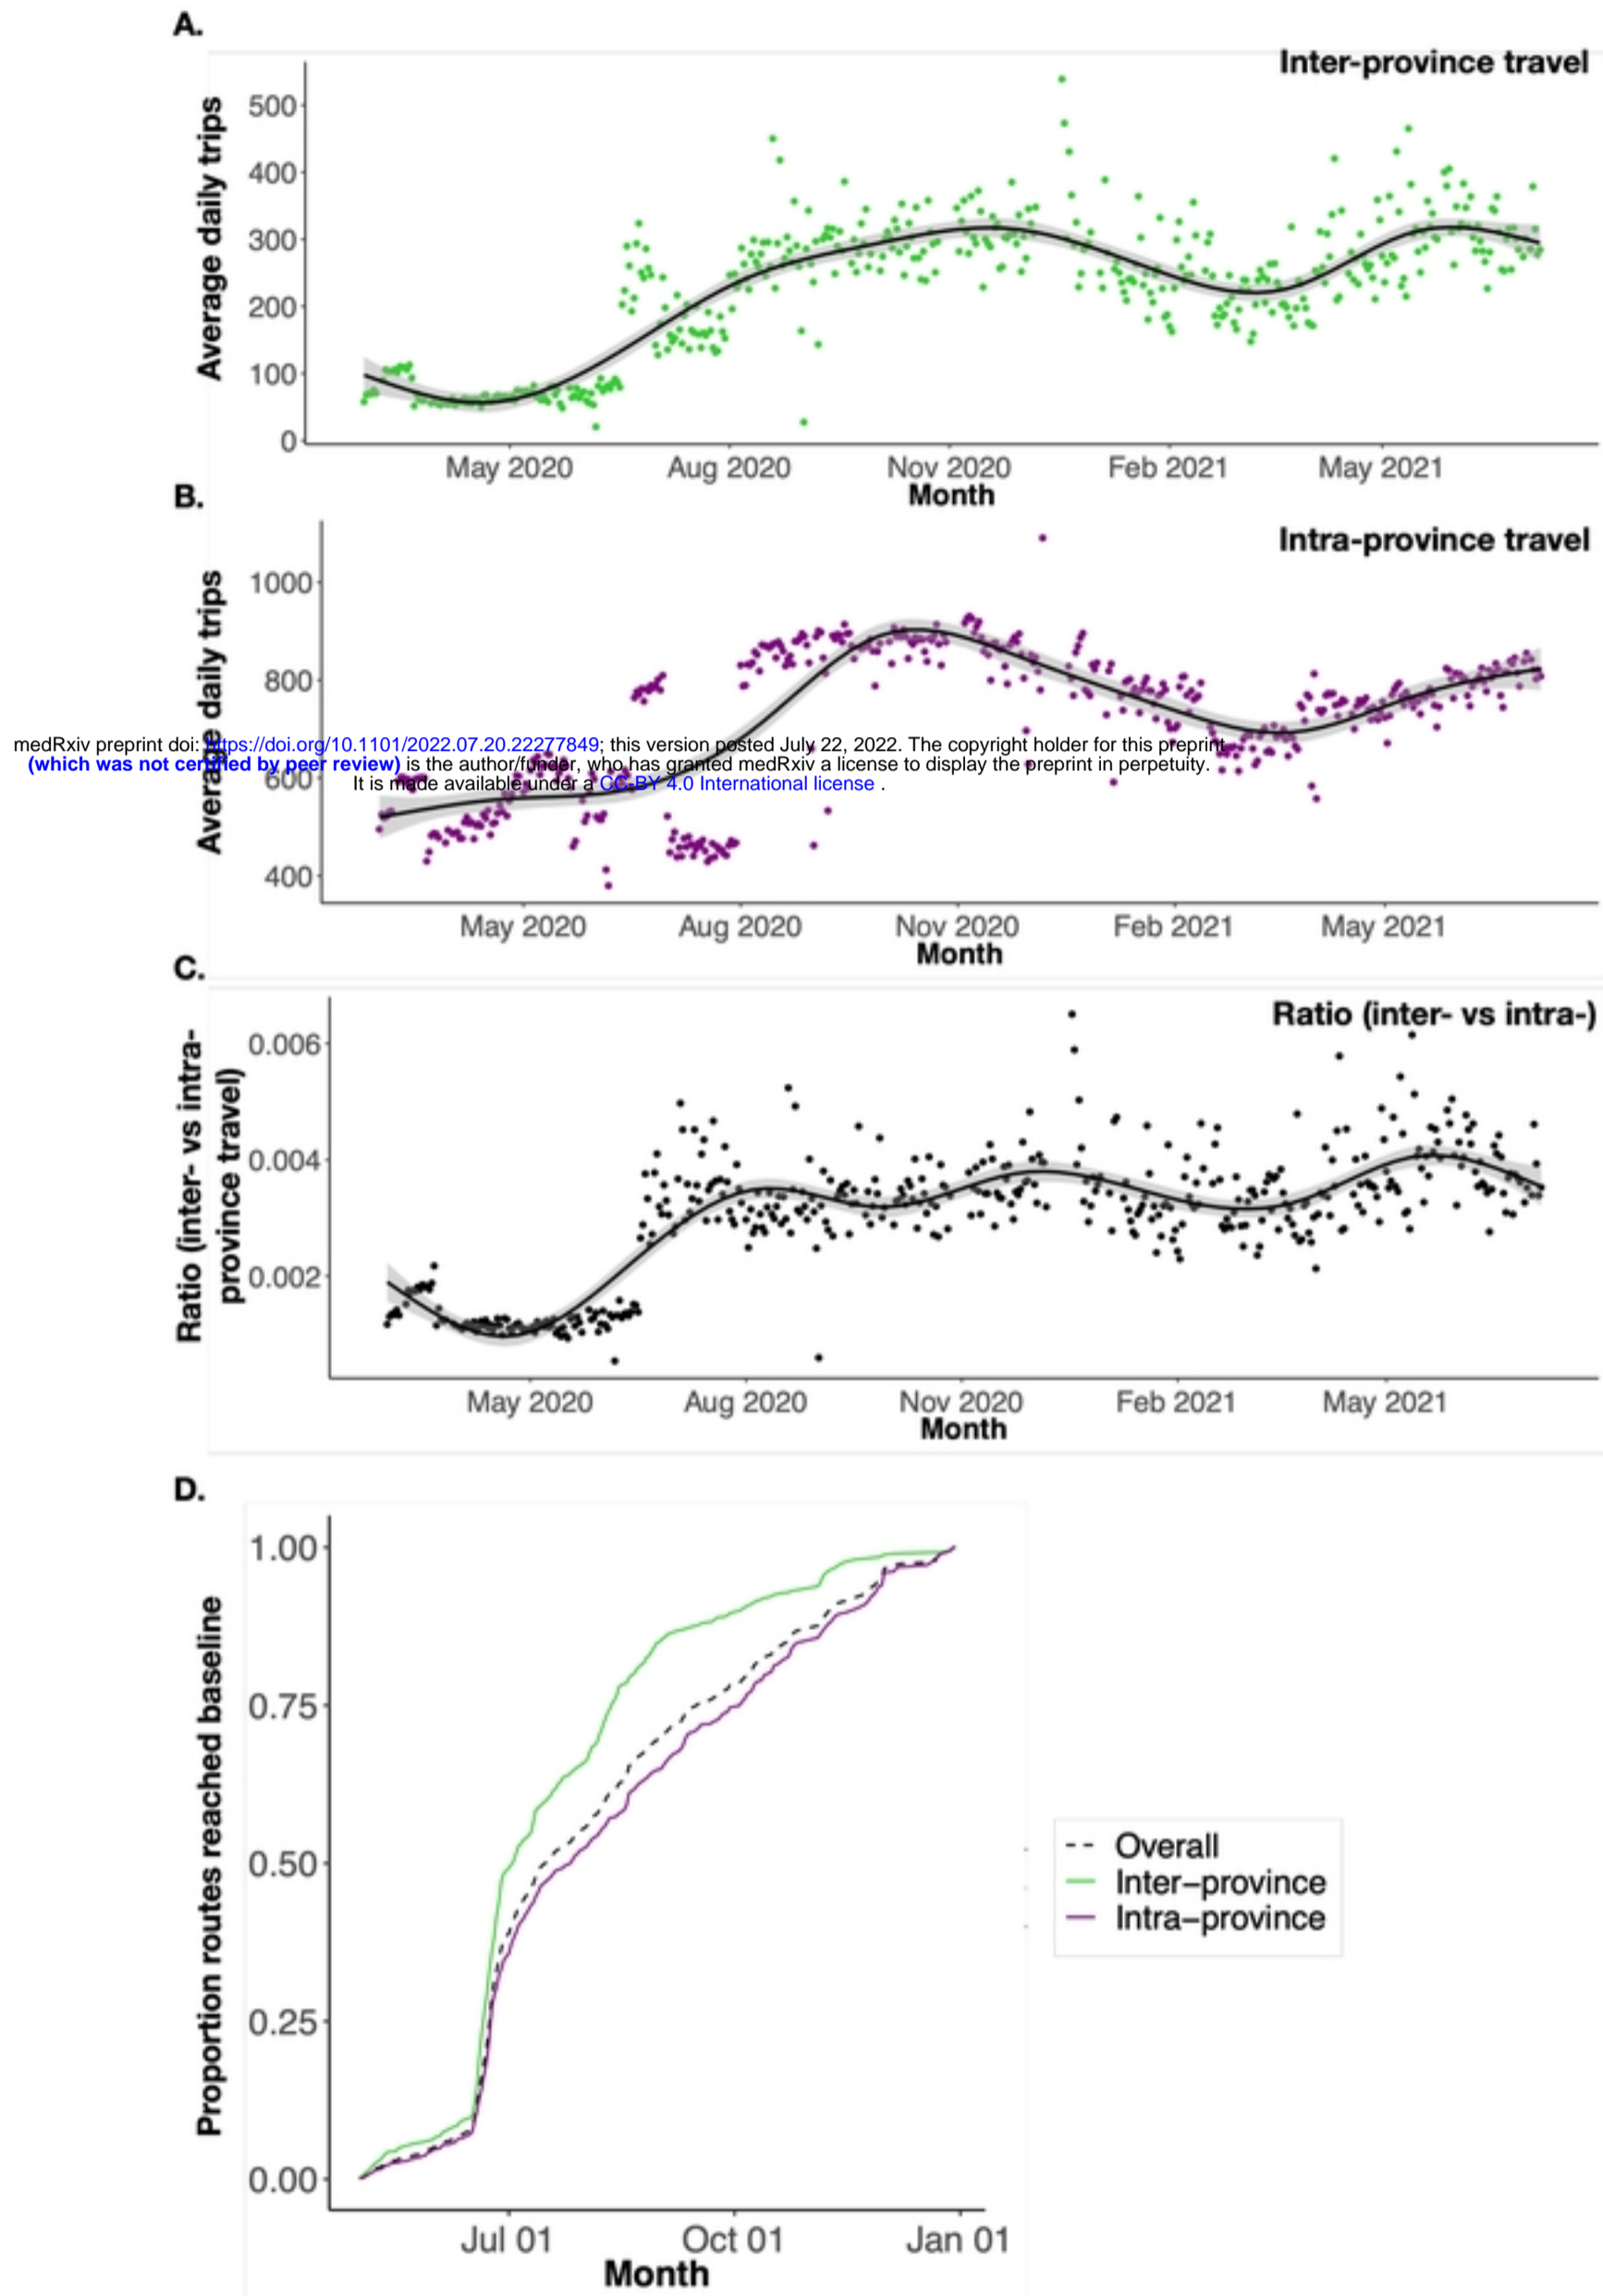 A.
Inter-province travel
Average daily trips
500
400
300
200
100
0
May 2020 Aug 2020 Nov 2020 Feb 2021 May 2021
Month
B.
Intra-province travel
Average daily trips
1000
800
600
400
medRxiv preprint doi: https://doi.org/10.1101/2022.07.20.22277849; this version posted July 22, 2022. The copyright holder for this preprint
(which was not certified by peer review) is the author/funder, who has granted medRxiv a license to display the preprint in perpetuity.
It is made available under a CC-BY 4.0 International license .
May 2020 Aug 2020 Nov 2020 Feb 2021 May 2021
Month
C.
Ratio (inter- vs intra-)
Ratio (inter- vs intra-
province travel)
0.006
0.004
0.002
May 2020 Aug 2020 Nov 2020 Feb 2021 May 2021
Month
D.
Proportion routes reached baseline
1.00
0.75
0.50
0.25
0.00
Jul 01 Oct 01 Jan 01
Month
Overall
Inter−province
Intra−province